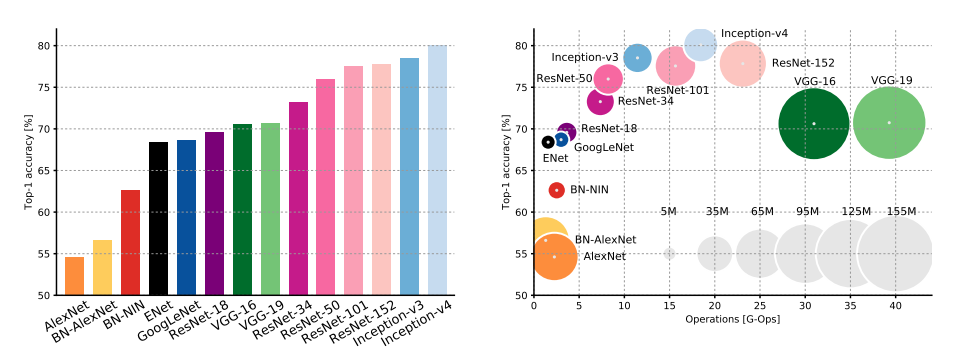 Top-1 accuracy [%]
80
75
70
65
60
55
50
AlexNet
BN-AlexNet
BN-NIN
ENet
GoogLeNet
ResNet-18
VGG-16
VGG-19
ResNet-34
ResNet-50
ResNet-101
ResNet-152
Inception-v3
Inception-v4
Top-1 accuracy [%]
80
75
70
65
60
55
50
Inception-v4
Inception-v3
ResNet-152
ResNet-50
VGG-16
VGG-19
ResNet-101
ResNet-34
ResNet-18
GoogLeNet
ENet
BN-NIN
5M 35M 65M 95M 125M 155M
BN-AlexNet
AlexNet
0 5 10 15 20 25 30 35 40
Operations [G-Ops]